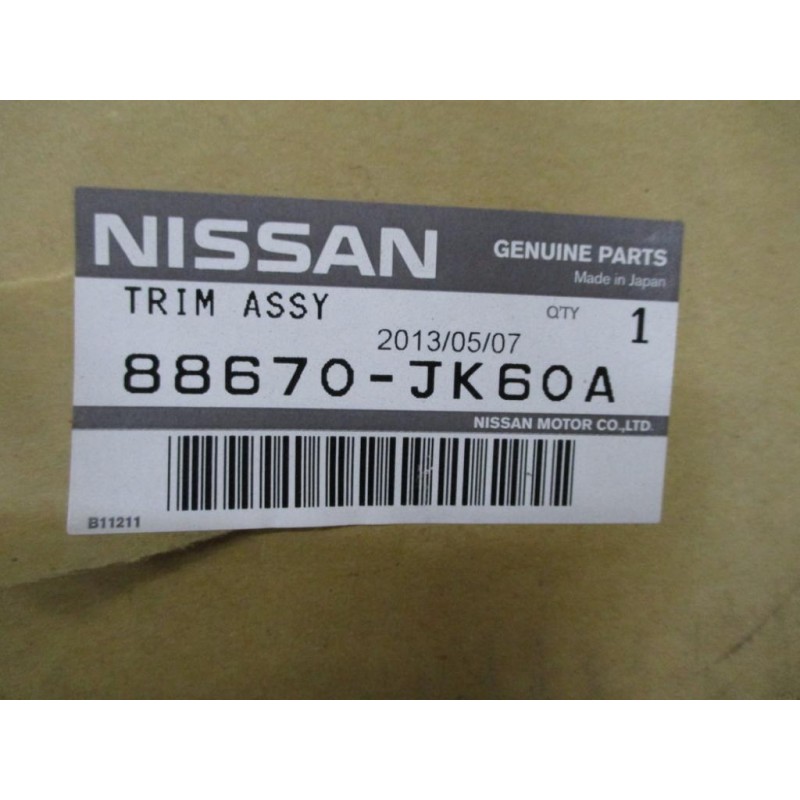 NISSAN GENUINE PARTS
Made in Japan
TRIM ASSY Q'TY 1
2013/05/07
88670-JK60A
NISSAN MOTOR CO.,LTD.
B11211